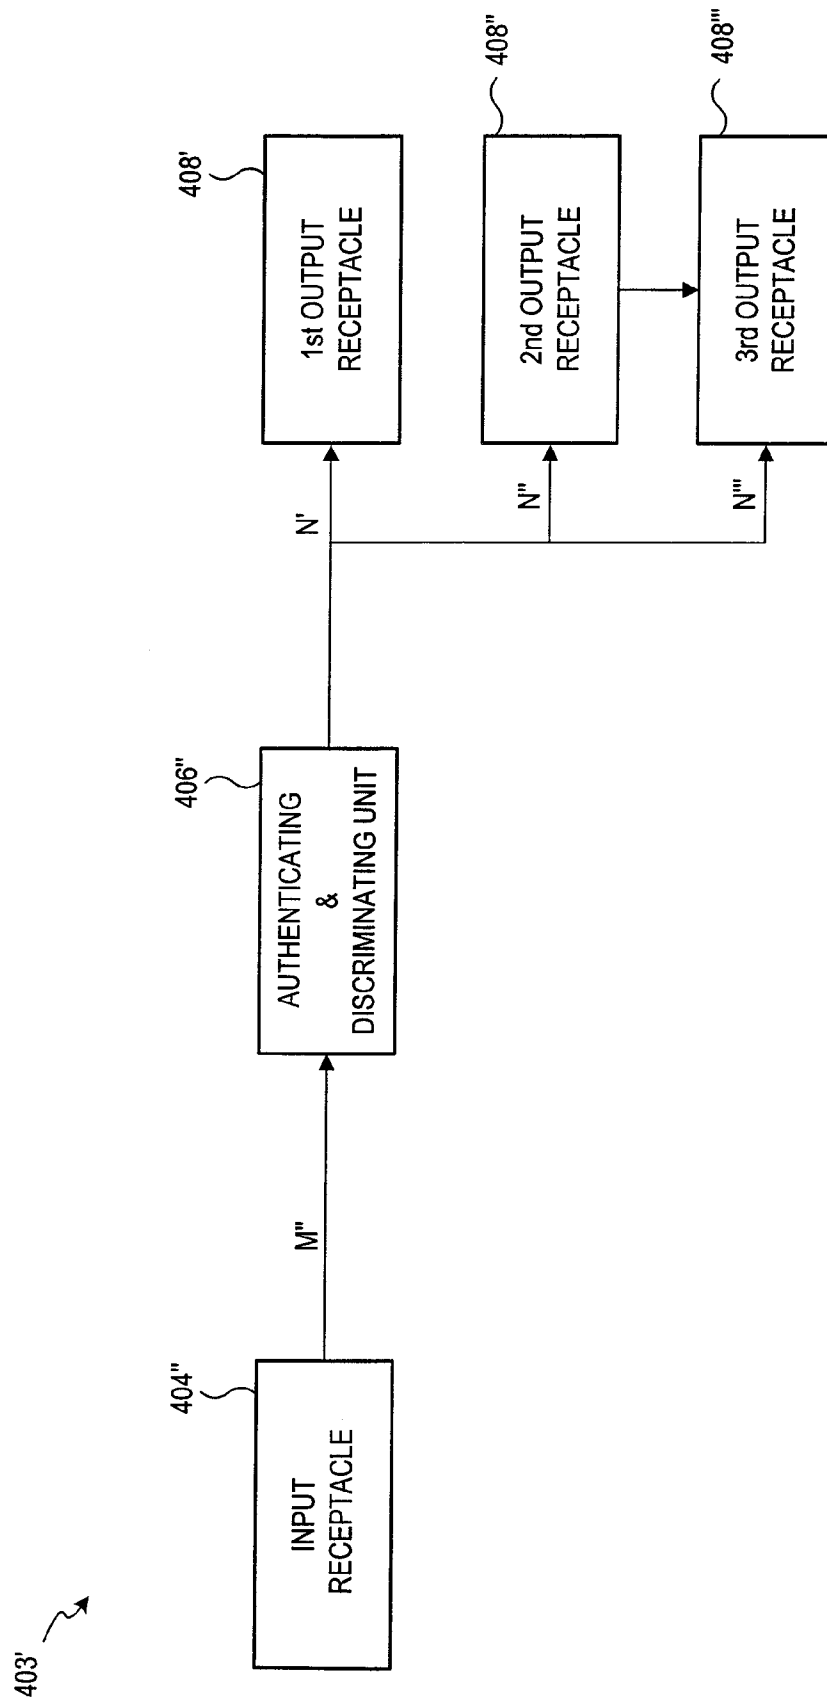 403'
404"
INPUT
RECEPTACLE
M"
406"
AUTHENTICATING
&
DISCRIMINATING UNIT
N'
408'
1st OUTPUT
RECEPTACLE
N"
408"
2nd OUTPUT
RECEPTACLE
N"'
408"'
3rd OUTPUT
RECEPTACLE